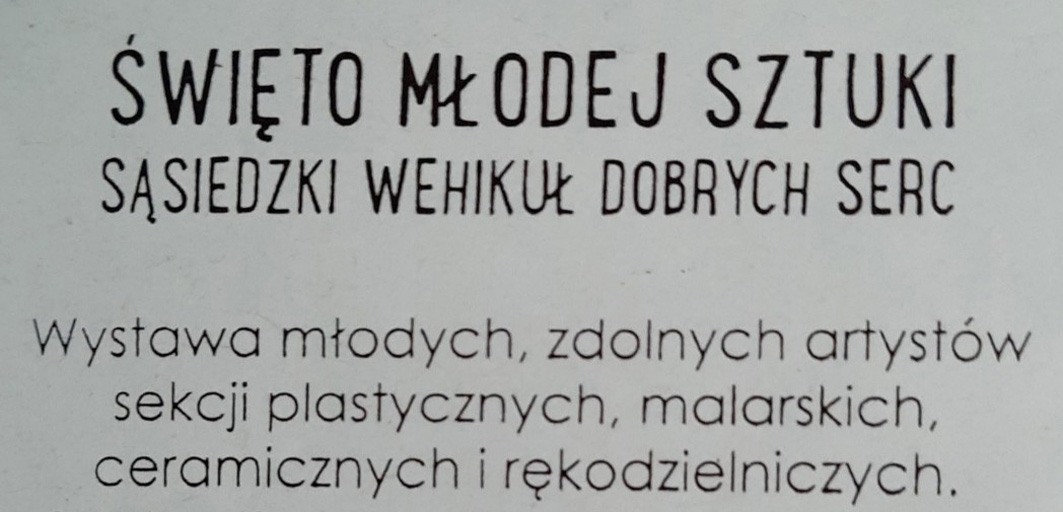 ŚWIĘTO MŁODEJ SZTUKI
SĄSIEDZKI WEHIKUŁ DOBRYCH SERC
Wystawa młodych, zdolnych artystów
sekcji plastycznych, malarskich,
ceramicznych i rękodzielniczych.